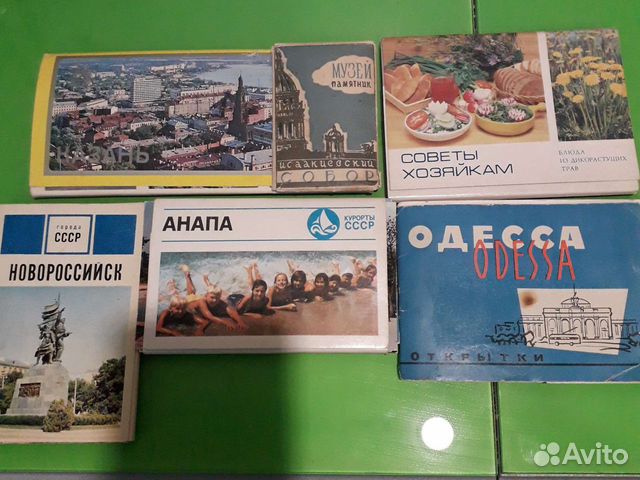 КАЗАНЬ
МУЗЕЙ
ПАМЯТНИК
ИСААКИЕВСКИЙ
СОБОР
СОВЕТЫ
ХОЗЯЙКАМ
БЛЮДА
ИЗ ДИКОРАСТУЩИХ
ТРАВ
города
СССР
НОВОРОССИЙСК
АНАПА
КУРОРТЫ
СССР
ОДЕССА
ODESSA
ОТКРЫТКИ
Avito